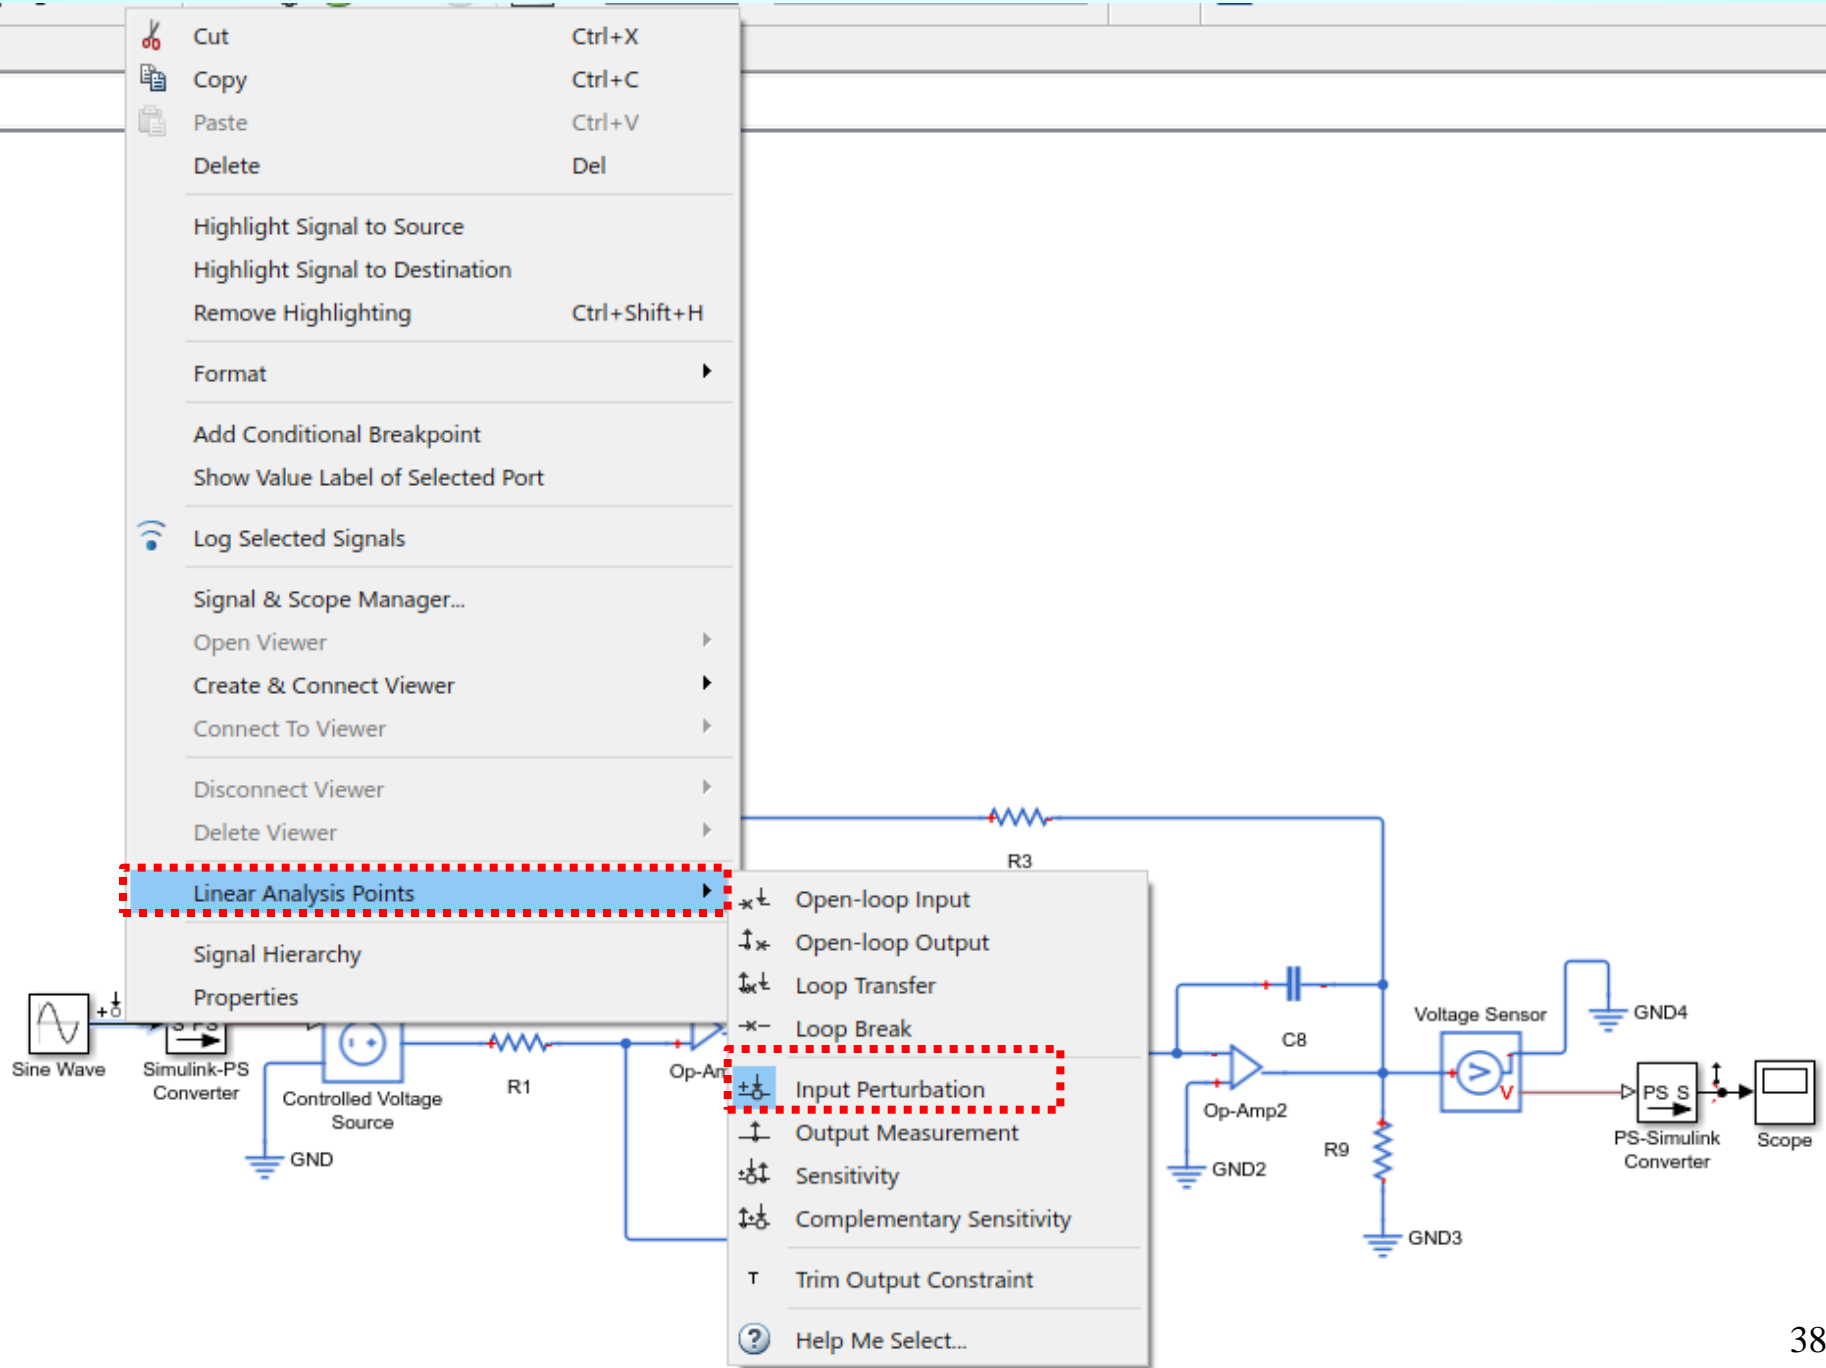 Cut Ctrl+X
Copy Ctrl+C
Paste Ctrl+V
Delete Del
Highlight Signal to Source
Highlight Signal to Destination
Remove Highlighting Ctrl+Shift+H
Format
Add Conditional Breakpoint
Show Value Label of Selected Port
Log Selected Signals
Signal & Scope Manager...
Open Viewer
Create & Connect Viewer
Connect To Viewer
Disconnect Viewer
Delete Viewer
Linear Analysis Points
Signal Hierarchy
Properties
Open-loop Input
Open-loop Output
Loop Transfer
Loop Break
Input Perturbation
Output Measurement
Sensitivity
Complementary Sensitivity
T Trim Output Constraint
? Help Me Select...
R3
Sine Wave
S PS
Simulink-PS
Converter
Controlled Voltage
Source
GND
R1
Op-Am
C8
Op-Amp2
GND2
R9
GND3
Voltage Sensor
V
GND4
PS S
PS-Simulink
Converter
Scope
38